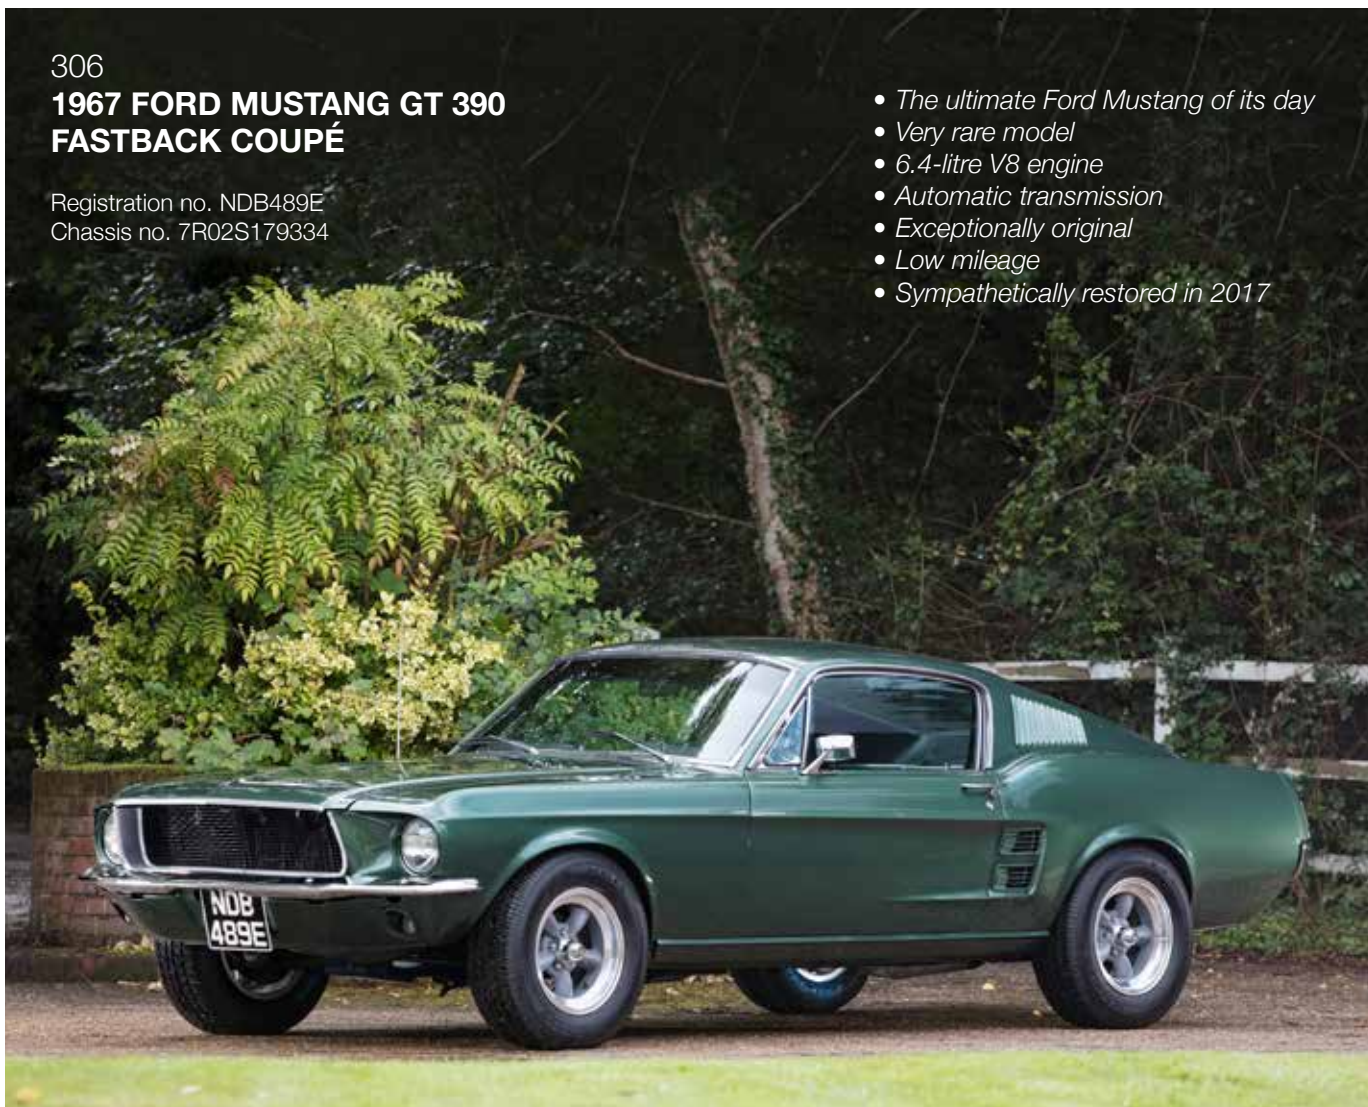 306
1967 FORD MUSTANG GT 390
FASTBACK COUPÉ
Registration no. NDB489E
Chassis no. 7R02S179334
• The ultimate Ford Mustang of its day
• Very rare model
• 6.4-litre V8 engine
• Automatic transmission
• Exceptionally original
• Low mileage
• Sympathetically restored in 2017
NDB
489E